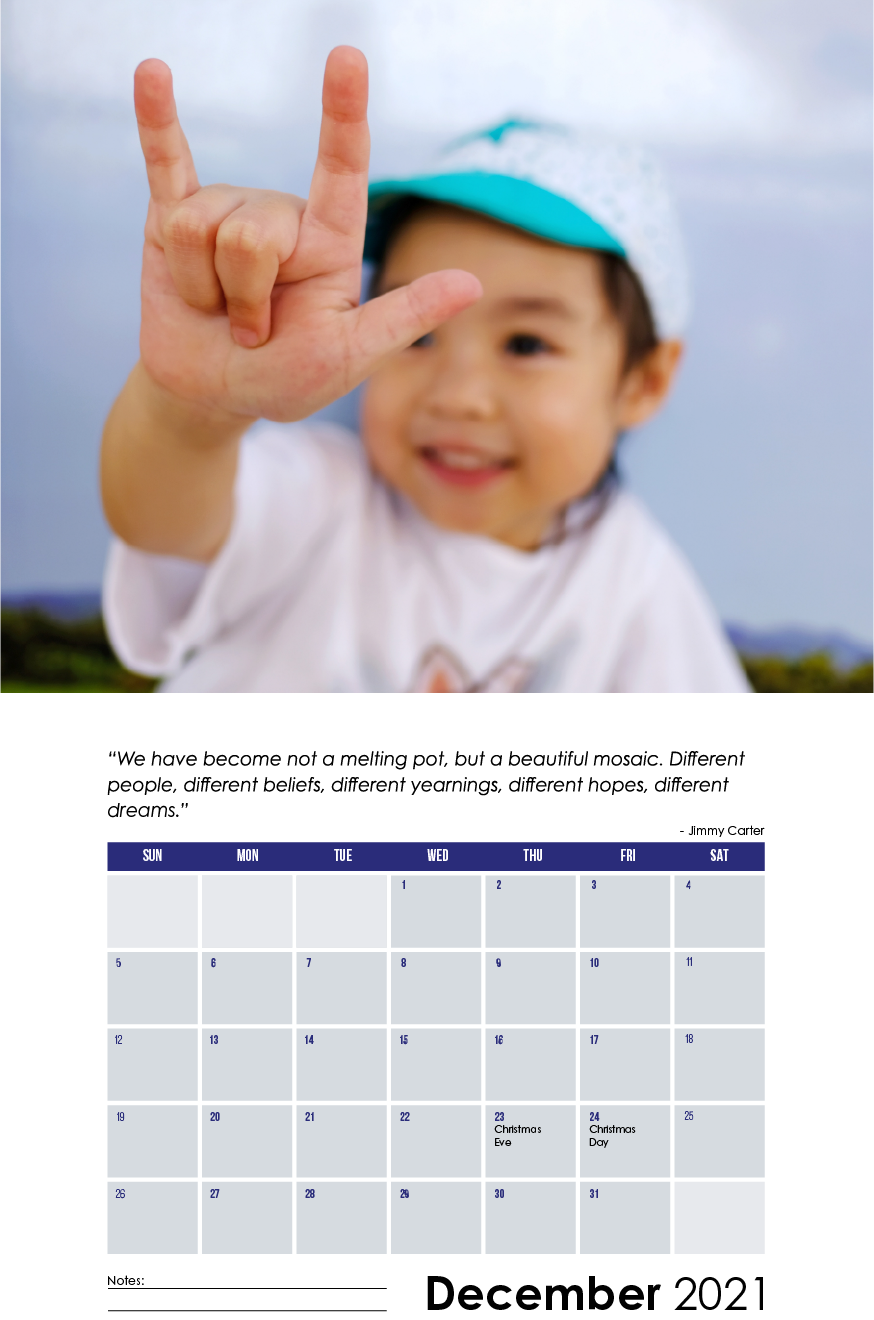 “We have become not a melting pot, but a beautiful mosaic. Different
people, different beliefs, different yearnings, different hopes, different
dreams.”
- Jimmy Carter
SUN MON TUE WED THU FRI SAT
1 2 3 4
5 6 7 8 9 10 11
12 13 14 15 16 17 18
19 20 21 22 23 24 25
Christmas Christmas
Eve Day
26 27 28 29 30 31
Notes:
December 2021